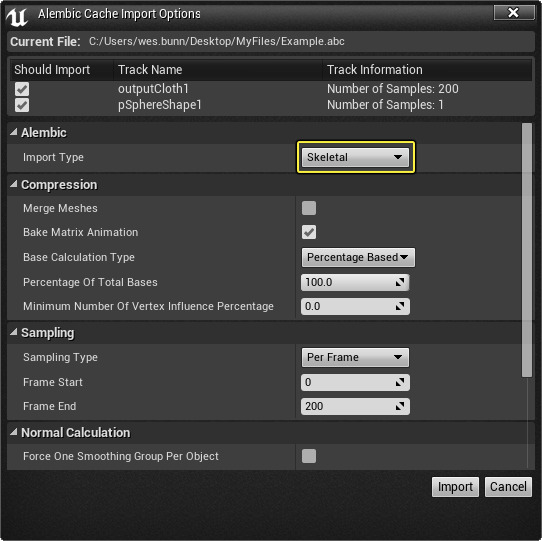 Alembic Cache Import Options
Current File: C:/Users/wes.bunn/Desktop/MyFiles/Example.abc
Should Import Track Name Track Information
outputCloth1 Number of Samples: 200
pSphereShape1 Number of Samples: 1
Alembic
Import Type Skeletal
Compression
Merge Meshes
Bake Matrix Animation
Base Calculation Type Percentage Based
Percentage Of Total Bases 100.0
Minimum Number Of Vertex Influence Percentage 0.0
Sampling
Sampling Type Per Frame
Frame Start 0
Frame End 200
Normal Calculation
Force One Smoothing Group Per Object
Import Cancel